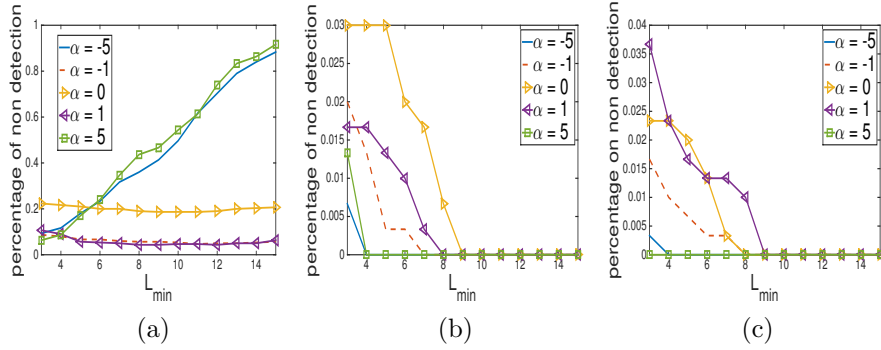 percentage of non detection
1
0.8
0.6
0.4
0.2
0
4 6 8 10 12 14
L_min
α = -5
α = -1
α = 0
α = 1
α = 5
(a)
percentage of non detection
0.03
0.025
0.02
0.015
0.01
0.005
0
4 6 8 10 12 14
L_min
α = -5
α = -1
α = 0
α = 1
α = 5
(b)
percentage on non detection
0.04
0.035
0.03
0.025
0.02
0.015
0.01
0.005
0
4 6 8 10 12 14
L_min
α = -5
α = -1
α = 0
α = 1
α = 5
(c)